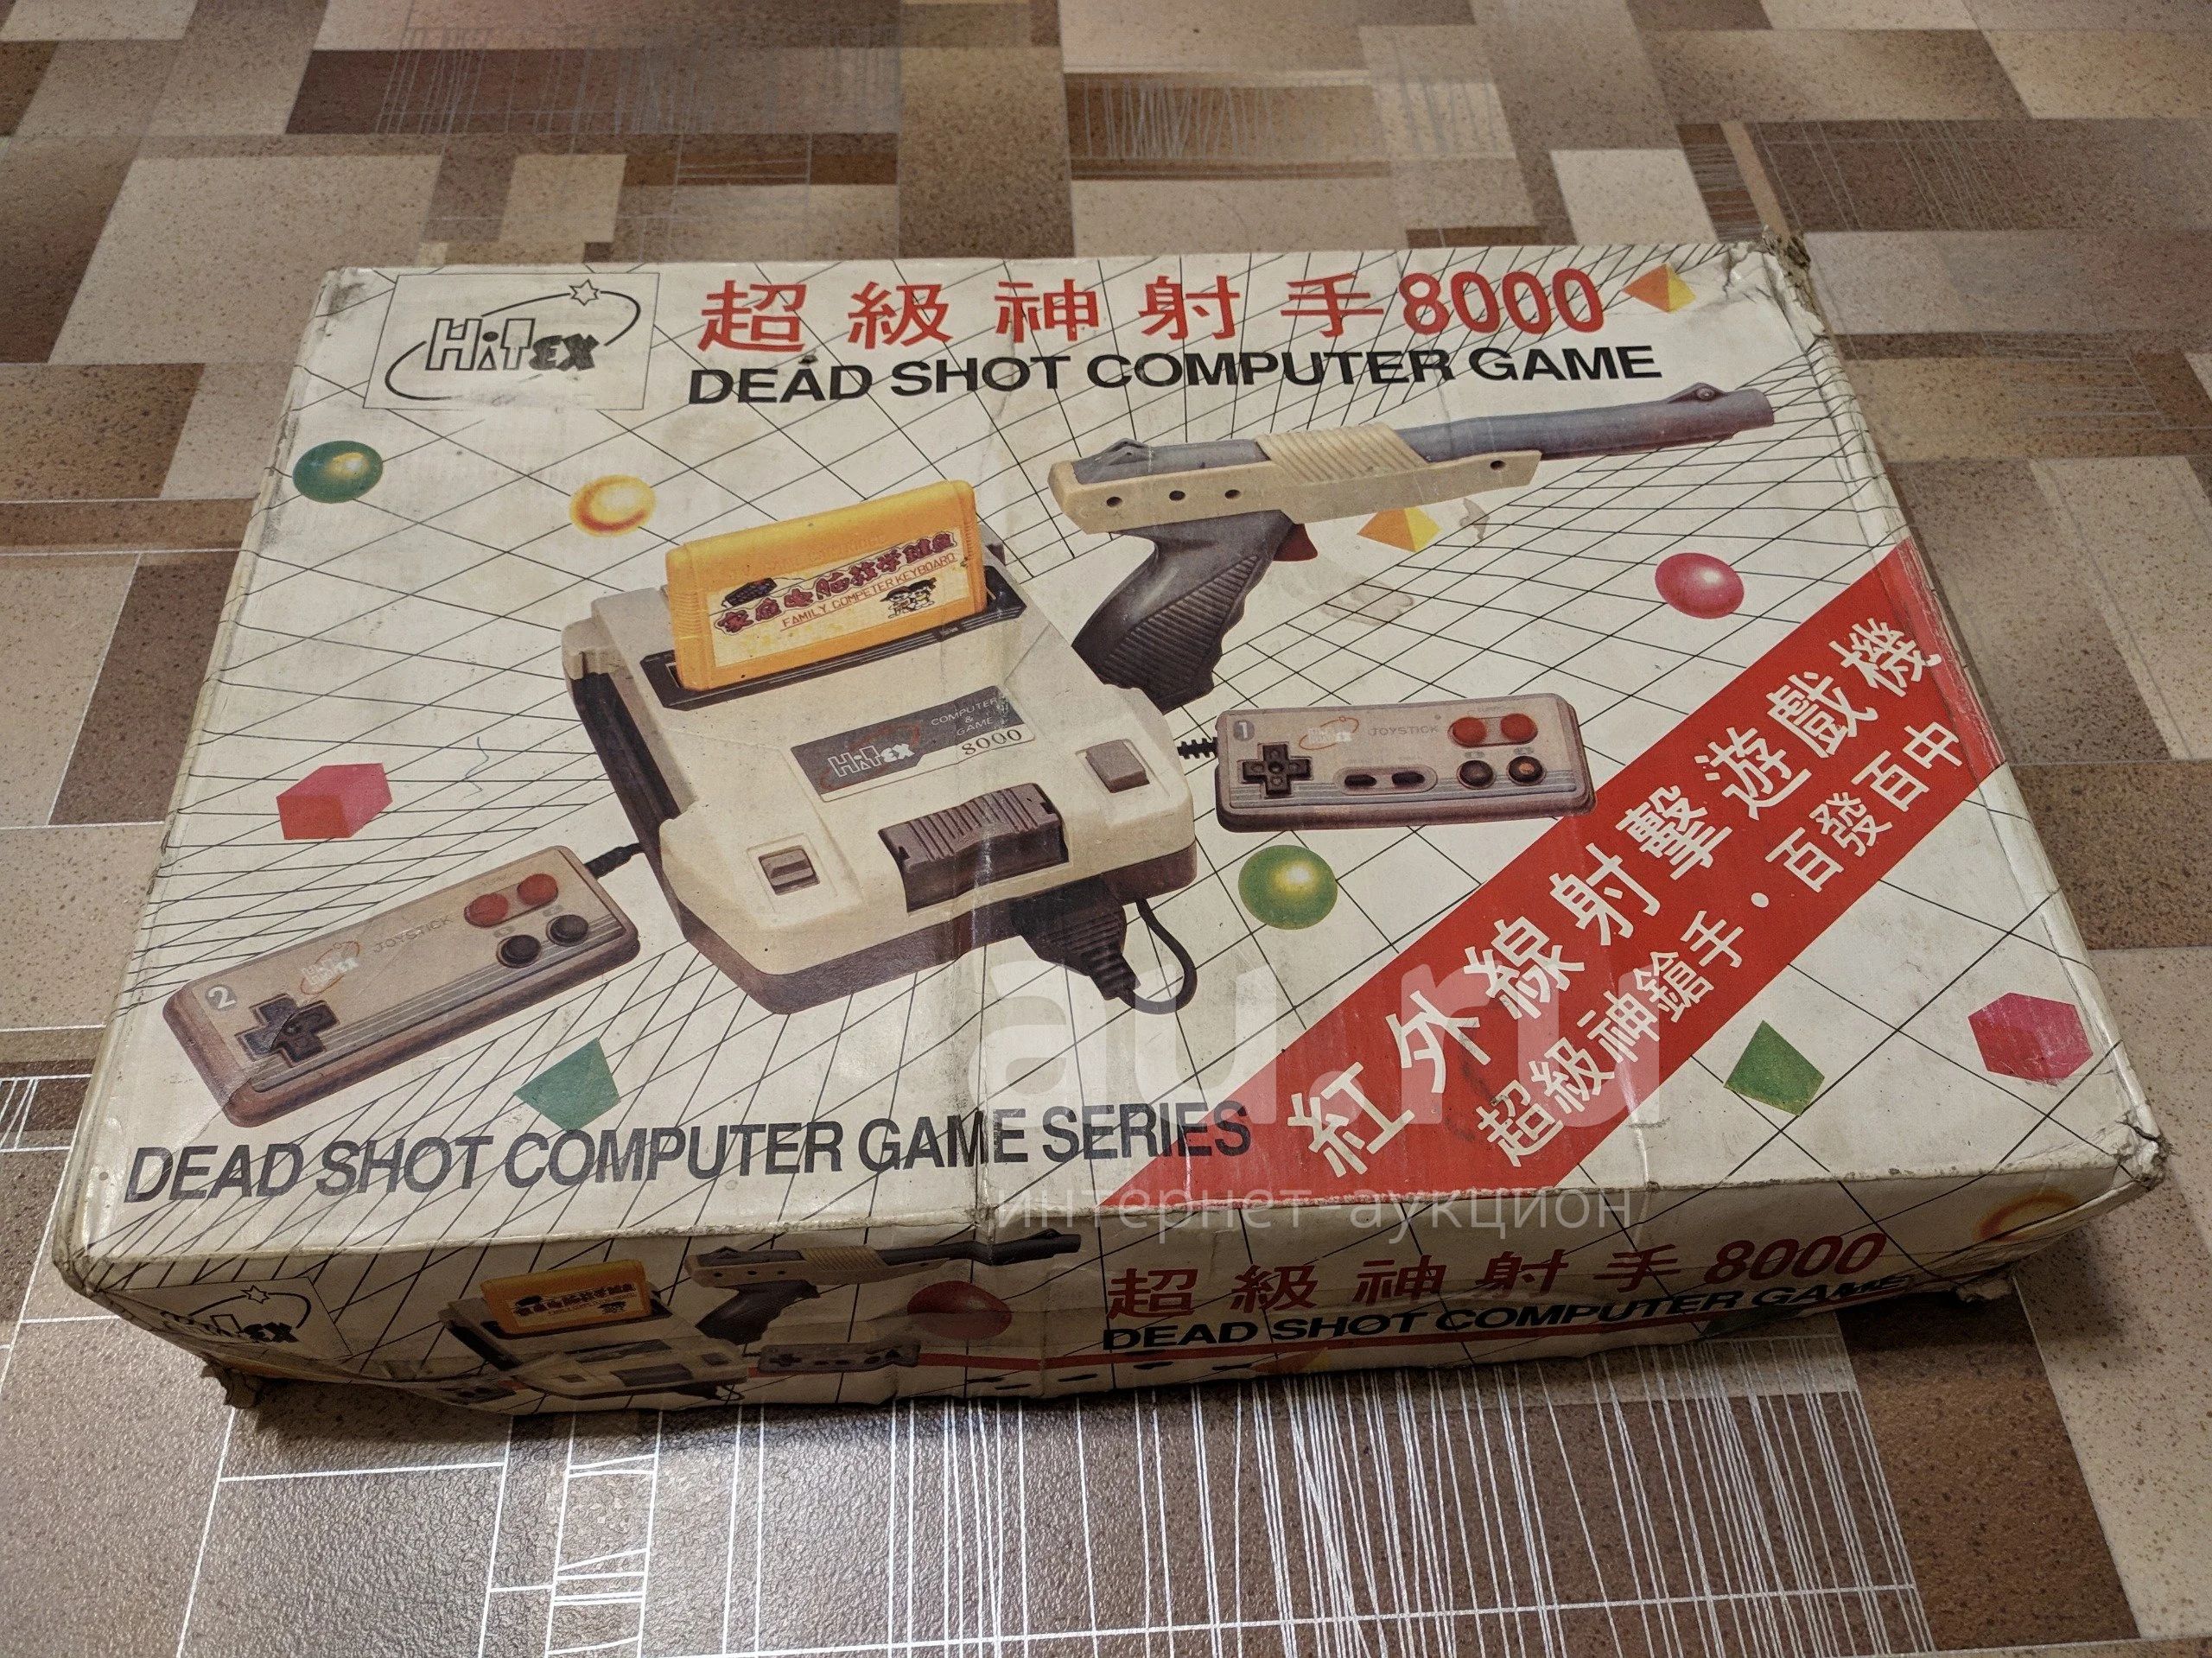 HiTEX
超級神射手8000
DEAD SHOT COMPUTER GAME
FAMILY COMPETER KEYBOARD
HiTEX
COMPUTER
&
GAME
8000
1
JOYSTICK
2
JOYSTICK
紅外線射擊遊戲機
超級神鎗手・百發百中
DEAD SHOT COMPUTER GAME SERIES
au.ru
интернет-аукцион
超級神射手8000
DEAD SHOT COMPUTER GAME